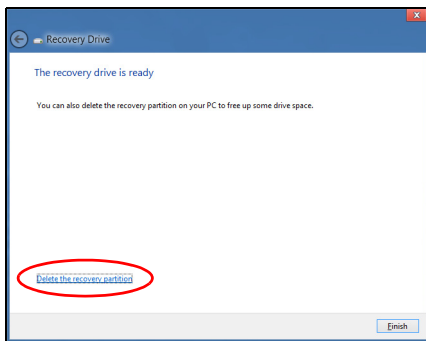 x
Recovery Drive
The recovery drive is ready
You can also delete the recovery partition on your PC to free up some drive space.
Delete the recovery partition
Finish